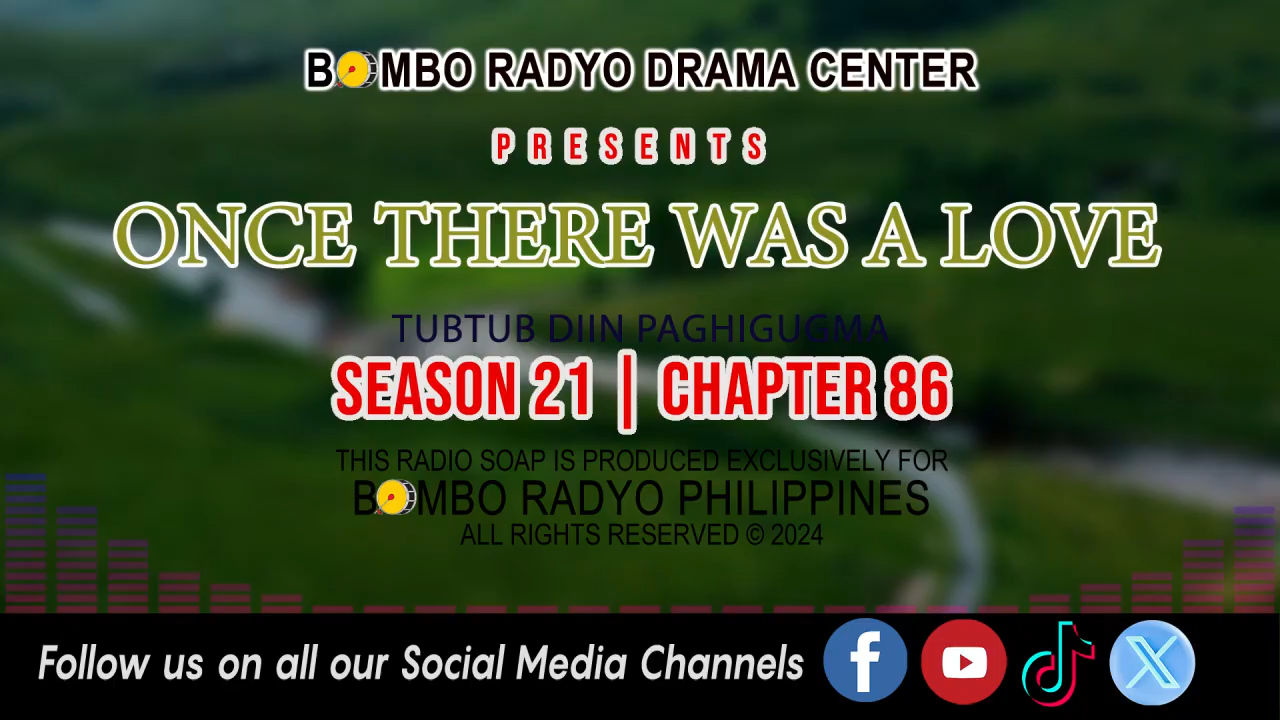 BOMBO RADYO DRAMA CENTER
PRESENTS
ONCE THERE WAS A LOVE
TUBTUB DIIN PAGHIGUGMA
SEASON 21 | CHAPTER 86
THIS RADIO SOAP IS PRODUCED EXCLUSIVELY FOR
BOMBO RADYO PHILIPPINES
ALL RIGHTS RESERVED © 2024
Follow us on all our Social Media Channels